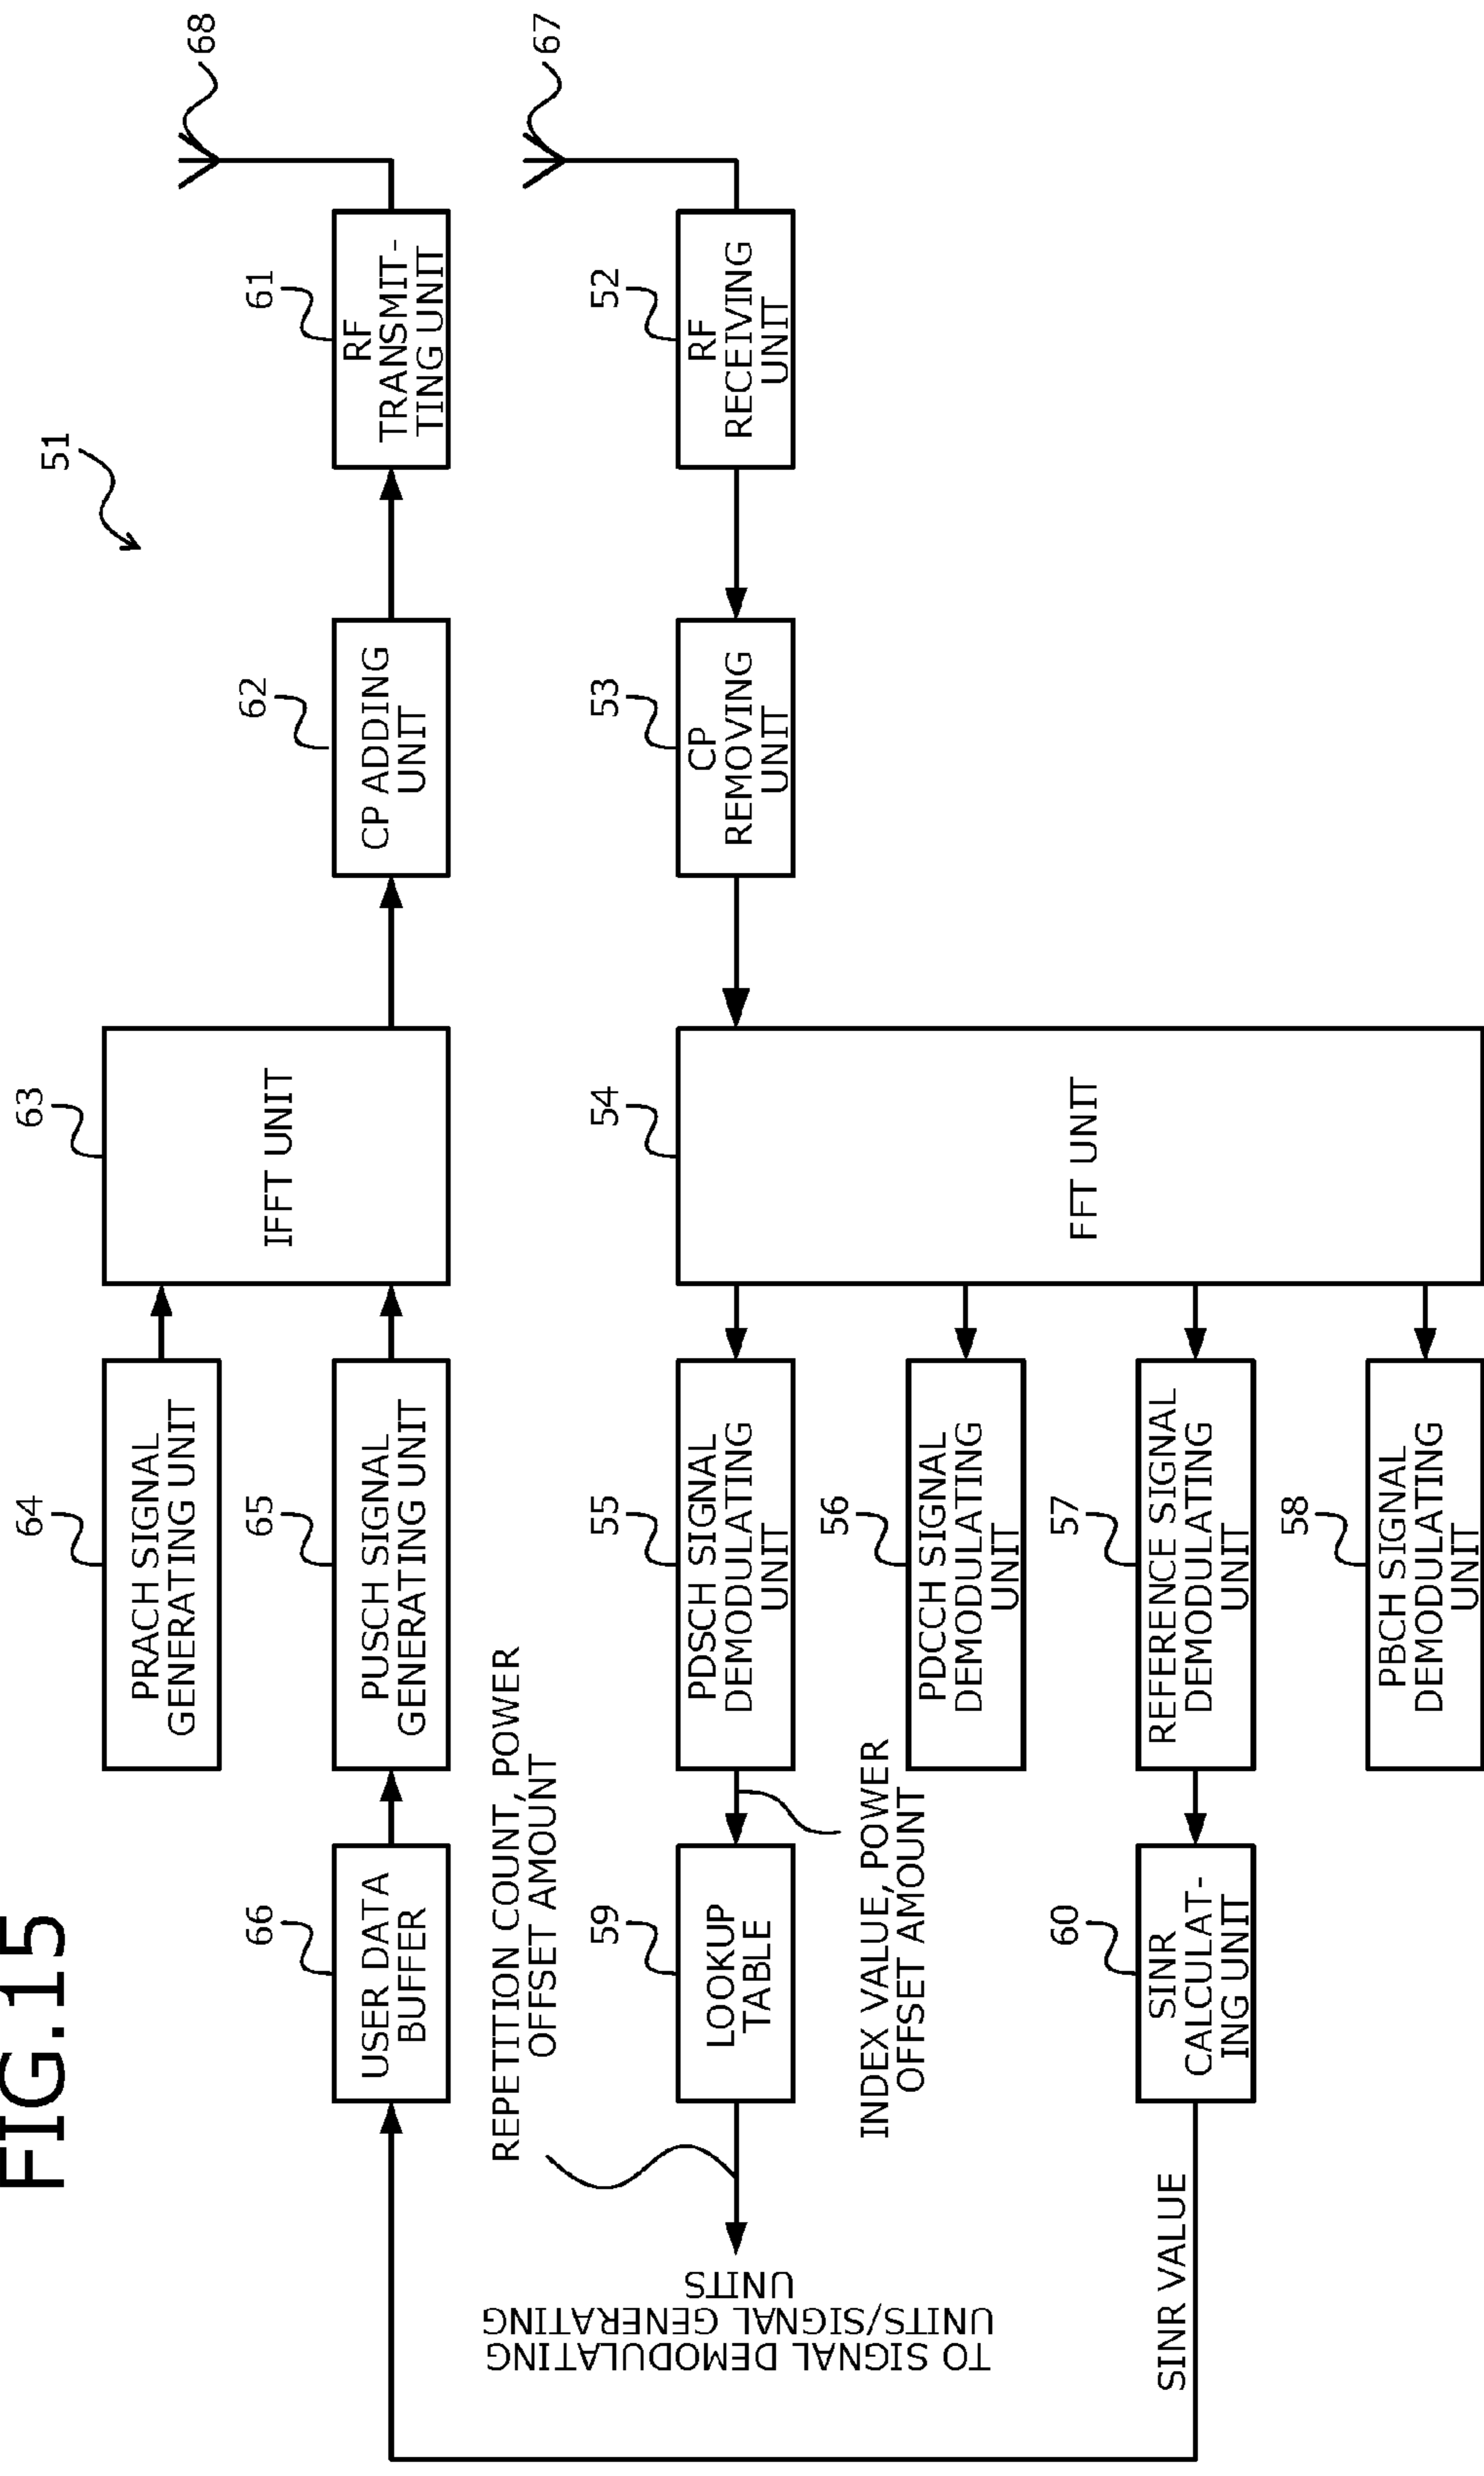 FIG.15
51
68
67
66
USER DATA
BUFFER
64
PRACH SIGNAL
GENERATING UNIT
65
PUSCH SIGNAL
GENERATING UNIT
63
IFFT UNIT
62
CP ADDING
UNIT
61
RF
TRANSMIT-
TING UNIT
REPETITION COUNT, POWER
OFFSET AMOUNT
TO SIGNAL DEMODULATING
UNITS/SIGNAL GENERATING
UNITS
59
LOOKUP
TABLE
INDEX VALUE, POWER
OFFSET AMOUNT
55
PDSCH SIGNAL
DEMODULATING
UNIT
54
FFT UNIT
53
CP
REMOVING
UNIT
52
RF
RECEIVING
UNIT
56
PDCCH SIGNAL
DEMODULATING
UNIT
SINR VALUE
60
SINR
CALCULAT-
ING UNIT
57
REFERENCE SIGNAL
DEMODULATING
UNIT
58
PBCH SIGNAL
DEMODULATING
UNIT